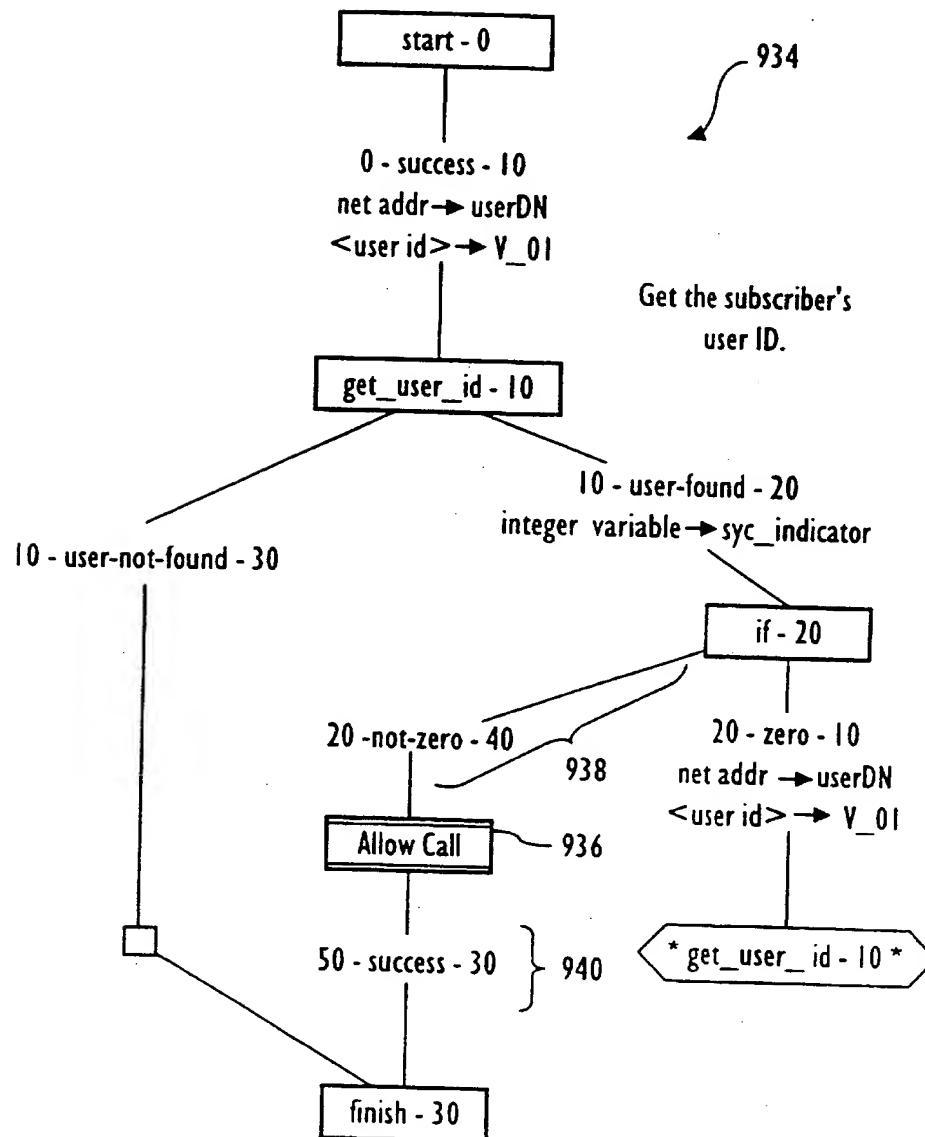 start - 0
934
0 - success - 10
net addr → userDN
<user id> → V_01
Get the subscriber's
user ID.
get_user_id - 10
10 - user-found - 20
integer variable → syc_indicator
10 - user-not-found - 30
if - 20
20 -not-zero - 40
938
20 - zero - 10
net addr → userDN
<user id> → V_01
Allow Call
936
50 - success - 30
940
* get_user_ id - 10 *
finish - 30